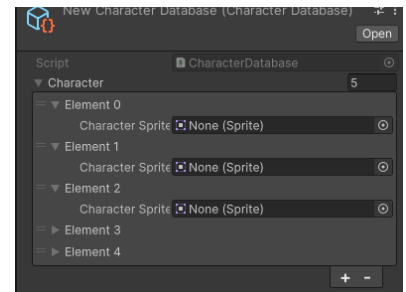 New Character Database (Character Database)
Open
Script CharacterDatabase
Character 5
Element 0
Character Sprite None (Sprite)
Element 1
Character Sprite None (Sprite)
Element 2
Character Sprite None (Sprite)
Element 3
Element 4
+ -